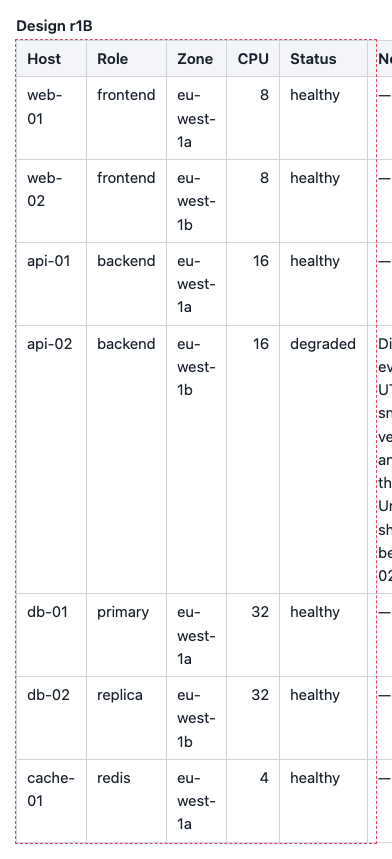 Design r1B
Host Role Zone CPU Status
web-
01
frontend
eu-
west-
1a
8
healthy
—
web-
02
frontend
eu-
west-
1b
8
healthy
—
api-01
backend
eu-
west-
1a
16
healthy
—
api-02
backend
eu-
west-
1b
16
degraded
db-01
primary
eu-
west-
1a
32
healthy
—
db-02
replica
eu-
west-
1b
32
healthy
—
cache-
01
redis
eu-
west-
1a
4
healthy
—